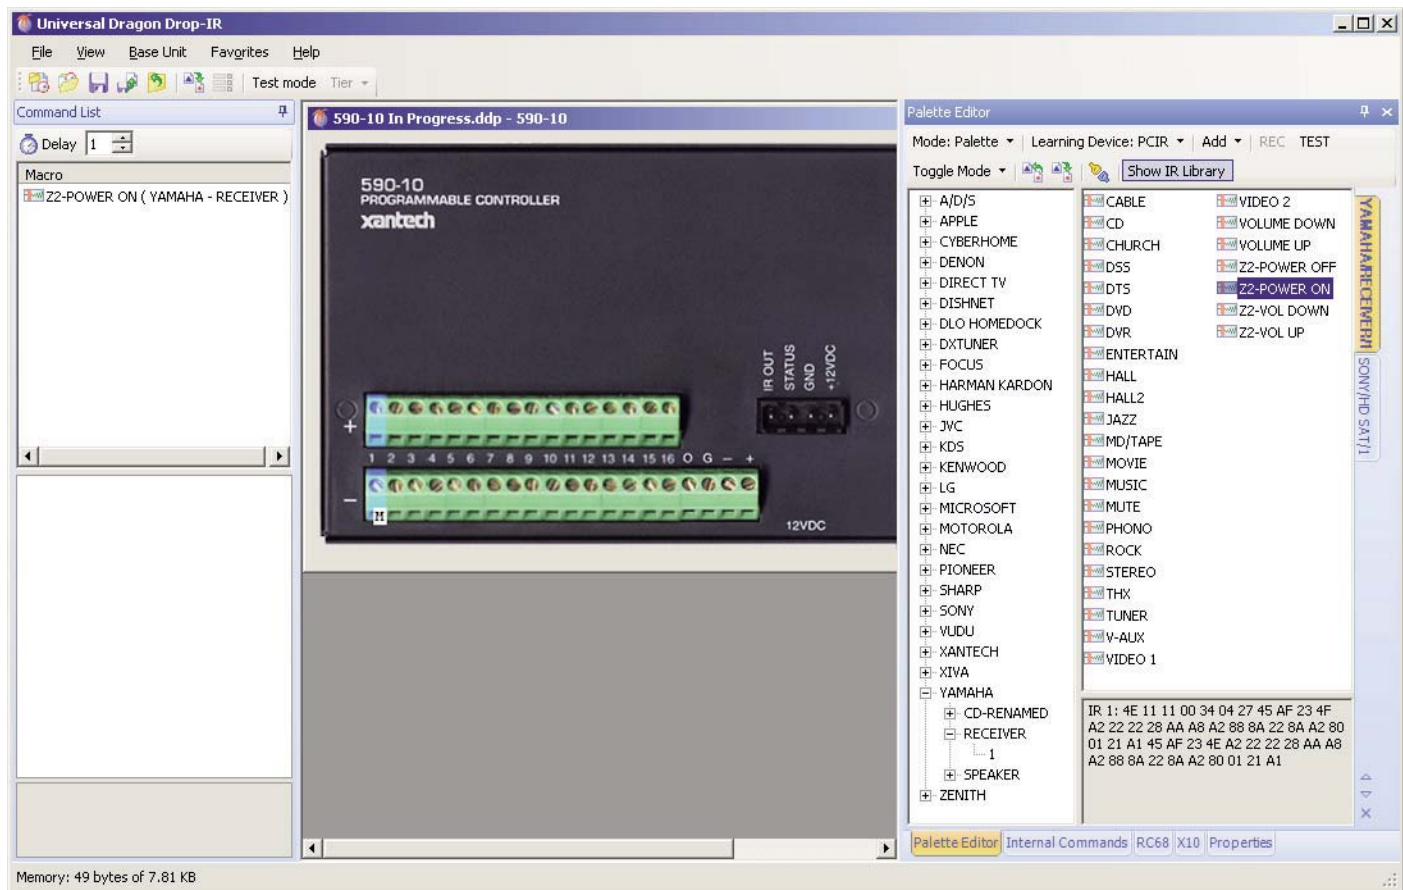 Universal Dragon Drop-IR
File View Base Unit Favorites Help
Test mode Tier
Command List
Delay 1
Macro
Z2-POWER ON ( YAMAHA - RECEIVER )
590-10 In Progress.ddp - 590-10
590-10
PROGRAMMABLE CONTROLLER
xantech
IR OUT
STATUS
GND
+12VDC
+
1 2 3 4 5 6 7 8 9 10 11 12 13 14 15 16 O G – +
–
M
12VDC
Palette Editor
Mode: Palette Learning Device: PCIR Add REC TEST
Toggle Mode Show IR Library
A/D/S
APPLE
CYBERHOME
DENON
DIRECT TV
DISHNET
DLO HOMEDOCK
DXTUNER
FOCUS
HARMAN KARDON
HUGHES
JVC
KDS
KENWOOD
LG
MICROSOFT
MOTOROLA
NEC
PIONEER
SHARP
SONY
VUDU
XANTECH
XIVA
YAMAHA
CD-RENAMED
RECEIVER
1
SPEAKER
ZENITH
CABLE
CD
CHURCH
DSS
DTS
DVD
DVR
ENTERTAIN
HALL
HALL2
JAZZ
MD/TAPE
MOVIE
MUSIC
MUTE
PHONO
ROCK
STEREO
THX
TUNER
V-AUX
VIDEO 1
VIDEO 2
VOLUME DOWN
VOLUME UP
Z2-POWER OFF
Z2-POWER ON
Z2-VOL DOWN
Z2-VOL UP
YAMAHA/RECEIVER/1
SONY/HD SAT/1
IR 1: 4E 11 11 00 34 04 27 45 AF 23 4F
A2 22 22 28 AA A8 A2 88 8A 22 8A A2 80
01 21 A1 45 AF 23 4E A2 22 22 28 AA A8
A2 88 8A 22 8A A2 80 01 21 A1
Palette Editor Internal Commands RC68 X10 Properties
Memory: 49 bytes of 7.81 KB